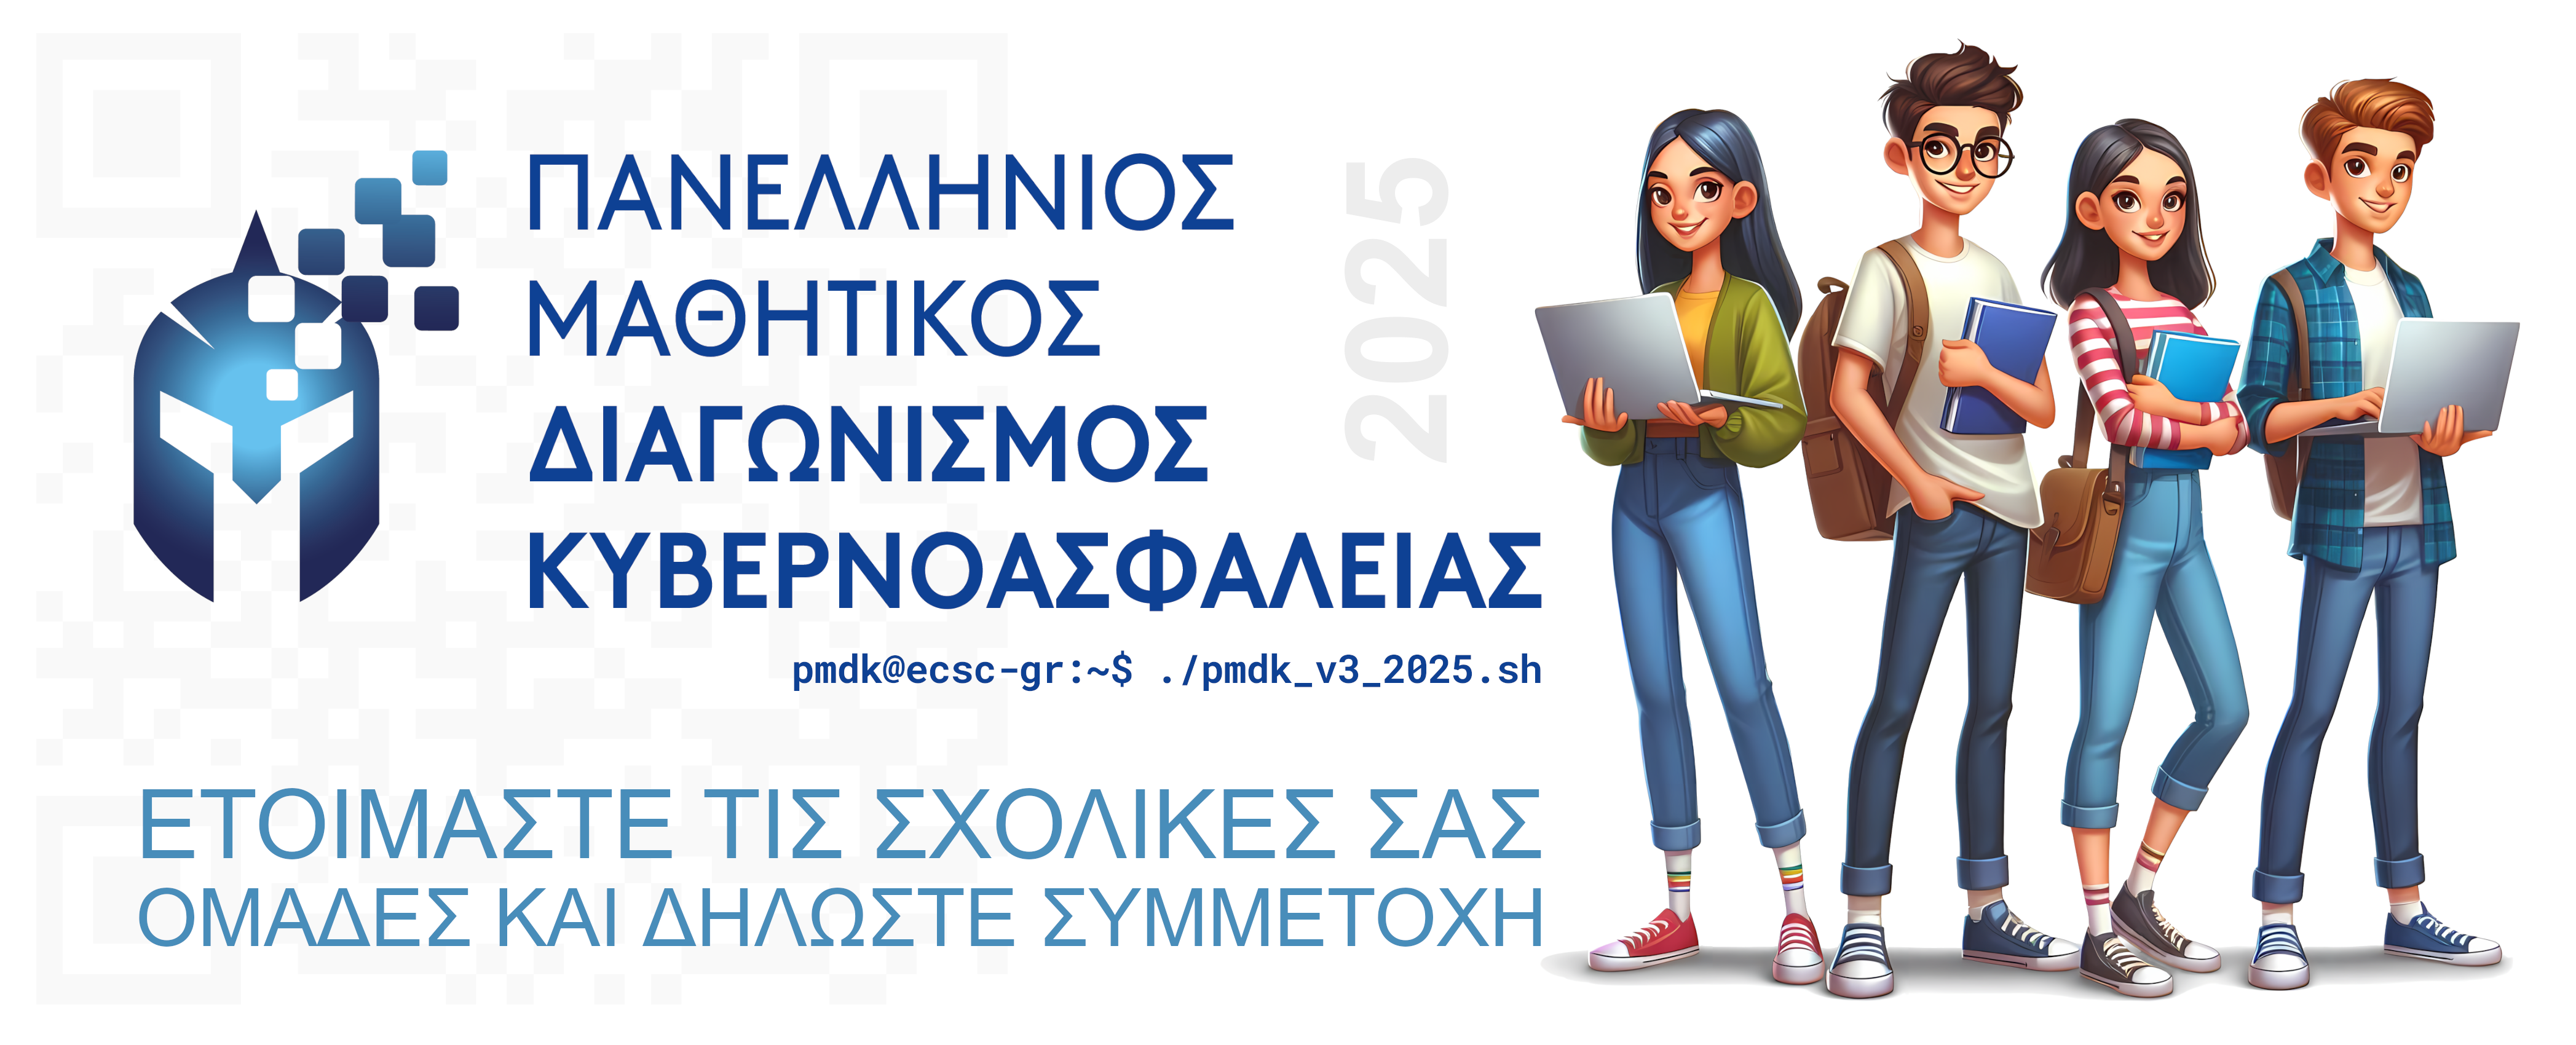 ΠΑΝΕΛΛΗΝΙΟΣ
ΜΑΘΗΤΙΚΟΣ
ΔΙΑΓΩΝΙΣΜΟΣ
ΚΥΒΕΡΝΟΑΣΦΑΛΕΙΑΣ
2025
pmdk@ecsc-gr:~$ ./pmdk_v3_2025.sh
ΕΤΟΙΜΑΣΤΕ ΤΙΣ ΣΧΟΛΙΚΕΣ ΣΑΣ
ΟΜΑΔΕΣ ΚΑΙ ΔΗΛΩΣΤΕ ΣΥΜΜΕΤΟΧΗ